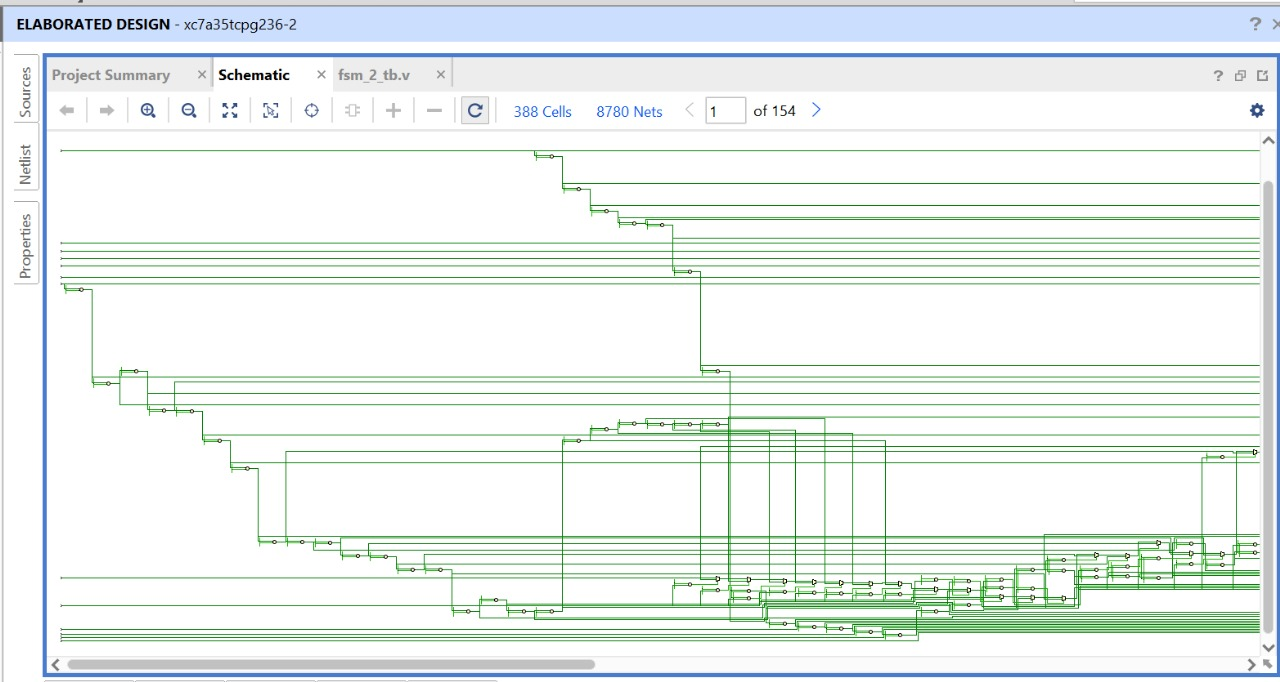 ELABORATED DESIGN - xc7a35tcpg236-2
Sources
Netlist
Properties
Project Summary
Schematic
fsm_2_tb.v
388 Cells
8780 Nets
1 of 154